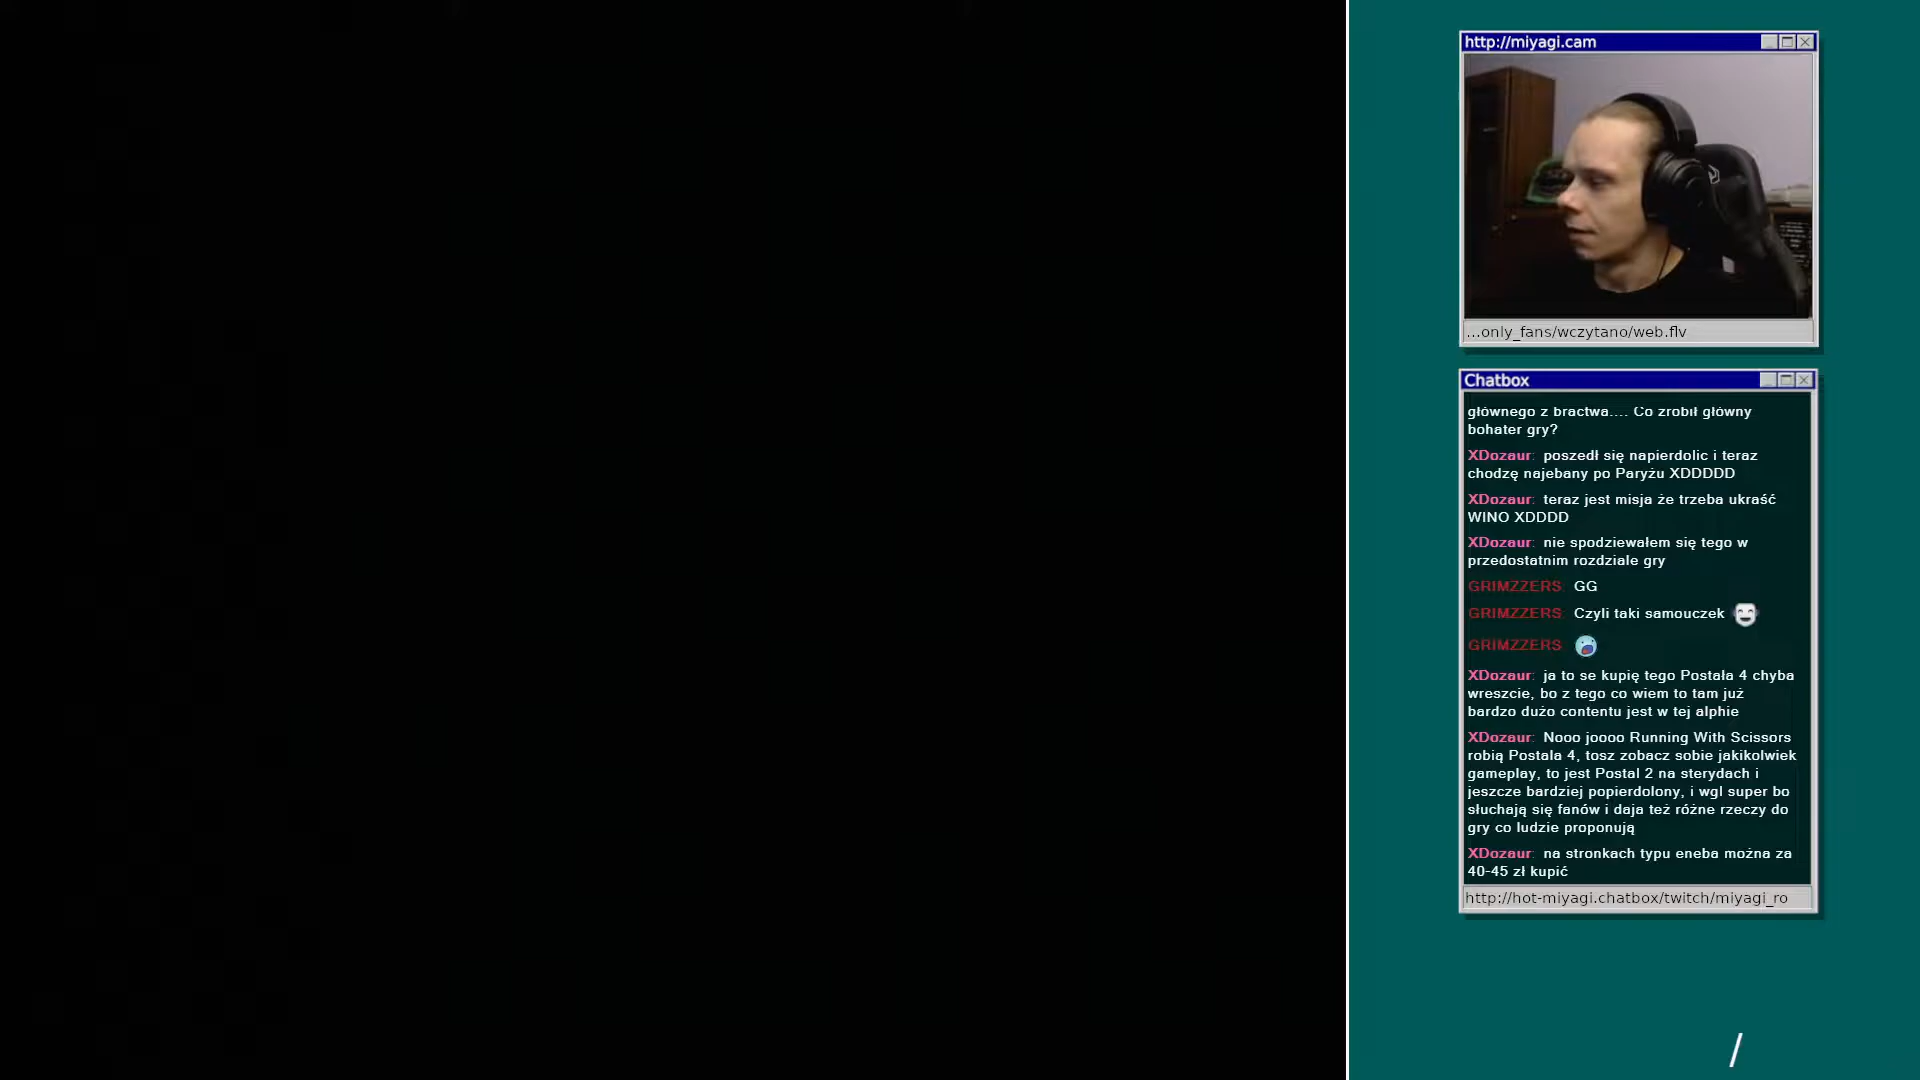 http://miyagi.cam
...only_fans/wczytano/web.flv
Chatbox
głównego z bractwa.... Co zrobił główny
bohater gry?
XDozaur: poszedł się napierdolic i teraz
chodzę najebany po Paryżu XDDDDD
XDozaur: teraz jest misja że trzeba ukraść
WINO XDDDD
XDozaur: nie spodziewałem się tego w
przedostatnim rozdziale gry
GRIMZZERS: GG
GRIMZZERS: Czyli taki samouczek
GRIMZZERS:
XDozaur: ja to se kupię tego Postala 4 chyba
wreszcie, bo z tego co wiem to tam już
bardzo dużo contentu jest w tej alphie
XDozaur: Nooo joooo Running With Scissors
robią Postala 4, tosz zobacz sobie jakikolwiek
gameplay, to jest Postal 2 na sterydach i
jeszcze bardziej popierdolony, i wgl super bo
słuchają się fanów i daja też różne rzeczy do
gry co ludzie proponują
XDozaur: na stronkach typu eneba można za
40-45 zł kupić
http://hot-miyagi.chatbox/twitch/miyagi_ro
/